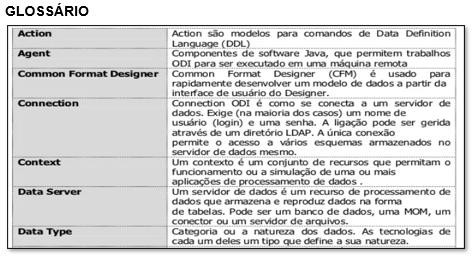 GLOSSÁRIO
Action Action são modelos para comandos de Data Definition
Language (DDL)
Agent Componentes de software Java, que permitem trabalhos
ODI para ser executado em uma máquina remota
Common Format Designer Common Format Designer (CFM) é usado para
rapidamente desenvolver um modelo de dados a partir da
interface de usuário do Designer.
Connection Connection ODI é como se conecta a um servidor de
dados. Exige (na maioria dos casos) um nome de
usuário (login) e uma senha. A ligação pode ser gerida
através de um diretório LDAP. A única conexão
permite o acesso a vários esquemas armazenados no
servidor de dados mesmo.
Context Um contexto é um conjunto de recursos que permitam o
funcionamento ou a simulação de uma ou mais
aplicações de processamento de dados .
Data Server Um servidor de dados é um recurso de processamento de
dados que armazena e reproduz dados na forma
de tabelas. Pode ser um banco de dados, uma MOM, um
conector ou um servidor de arquivos.
Data Type Categoria ou a natureza dos dados. As tecnologias de
cada um deles um tipo que define a sua natureza.